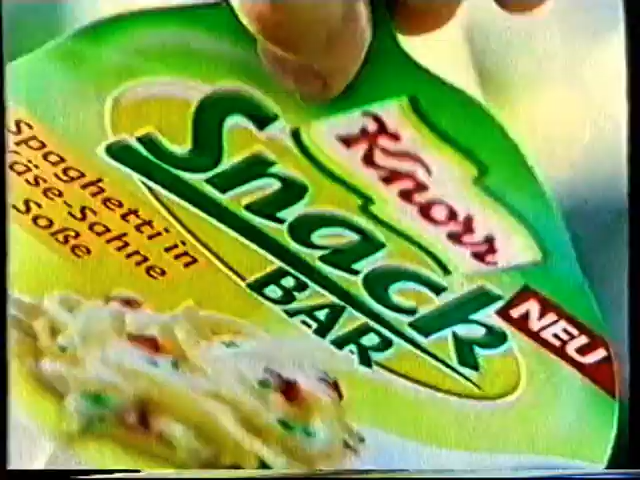 Knorr
Snack
BAR
NEU
Spaghetti in
äse-Sahne
Soße